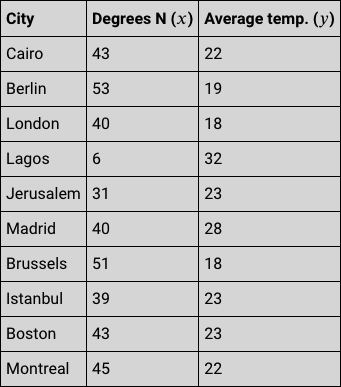 City Degrees N (x) Average temp. (y)
Cairo 43 22
Berlin 53 19
London 40 18
Lagos 6 32
Jerusalem 31 23
Madrid 40 28
Brussels 51 18
Istanbul 39 23
Boston 43 23
Montreal 45 22